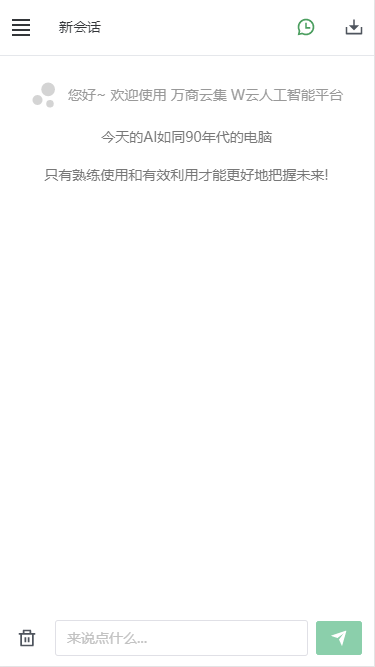 新会话
您好~ 欢迎使用 万商云集 W云人工智能平台
今天的AI如同90年代的电脑
只有熟练使用和有效利用才能更好地把握未来!
来说点什么...